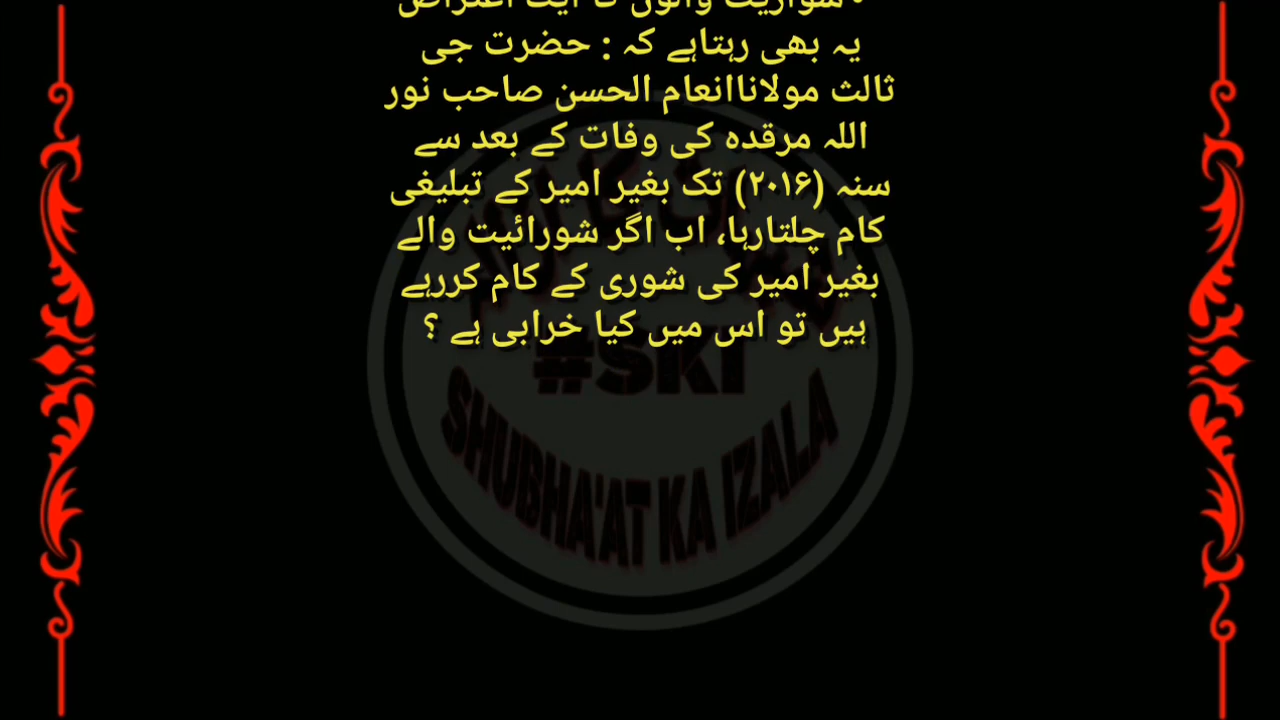 یہ بھی رہتاہے کہ : حضرت جی
ثالث مولاناانعام الحسن صاحب نور
اللہ مرقدہ کی وفات کے بعد سے
سنہ (۲۰۱۶) تک بغیر امیر کے تبلیغی
کام چلتارہا، اب اگر شورائیت والے
بغیر امیر کی شوری کے کام کررہے
ہیں تو اس میں کیا خرابی ہے ؟
#SKI
SHUBHA'AT KA IZALA